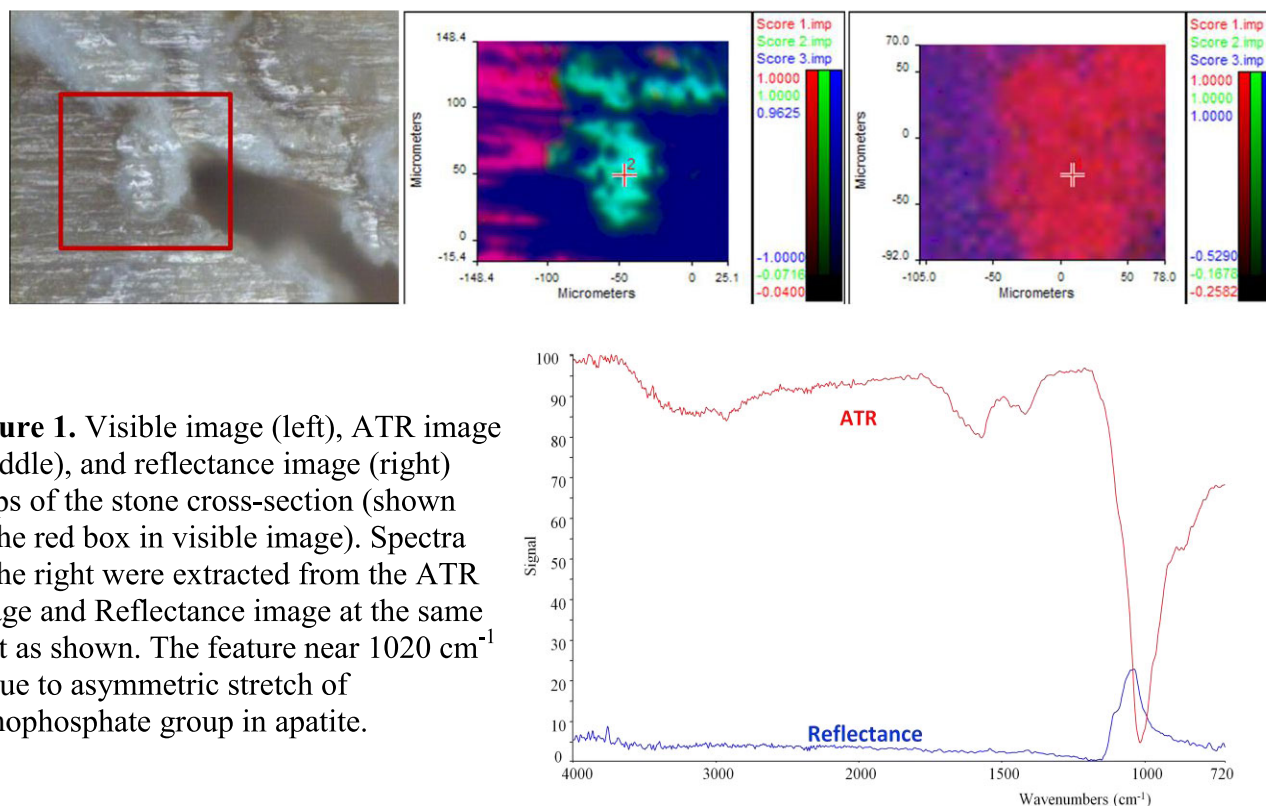 Score 1.imp
Score 2.imp
Score 3.imp
1.0000
1.0000
0.9625
-1.0000
-0.0716
-0.0400
148.4
100
50
0
-15.4
-148.4 -100 -50 0 25.1
Micrometers
Micrometers
2
Score 1.imp
Score 2.imp
Score 3.imp
1.0000
1.0000
1.0000
-0.5290
-0.1678
-0.2582
70.0
50
0
-50
-92.0
-105.0 -50 0 50 78.0
Micrometers
Micrometers
ure 1. Visible image (left), ATR image
ddle), and reflectance image (right)
ps of the stone cross-section (shown
he red box in visible image). Spectra
he right were extracted from the ATR
ge and Reflectance image at the same
t as shown. The feature near 1020 cm-1
ue to asymmetric stretch of
nophosphate group in apatite.
100
90
80
70
60
50
40
30
20
10
0
Signal
ATR
Reflectance
4000 3000 2000 1500 1000 720
Wavenumbers (cm-1)